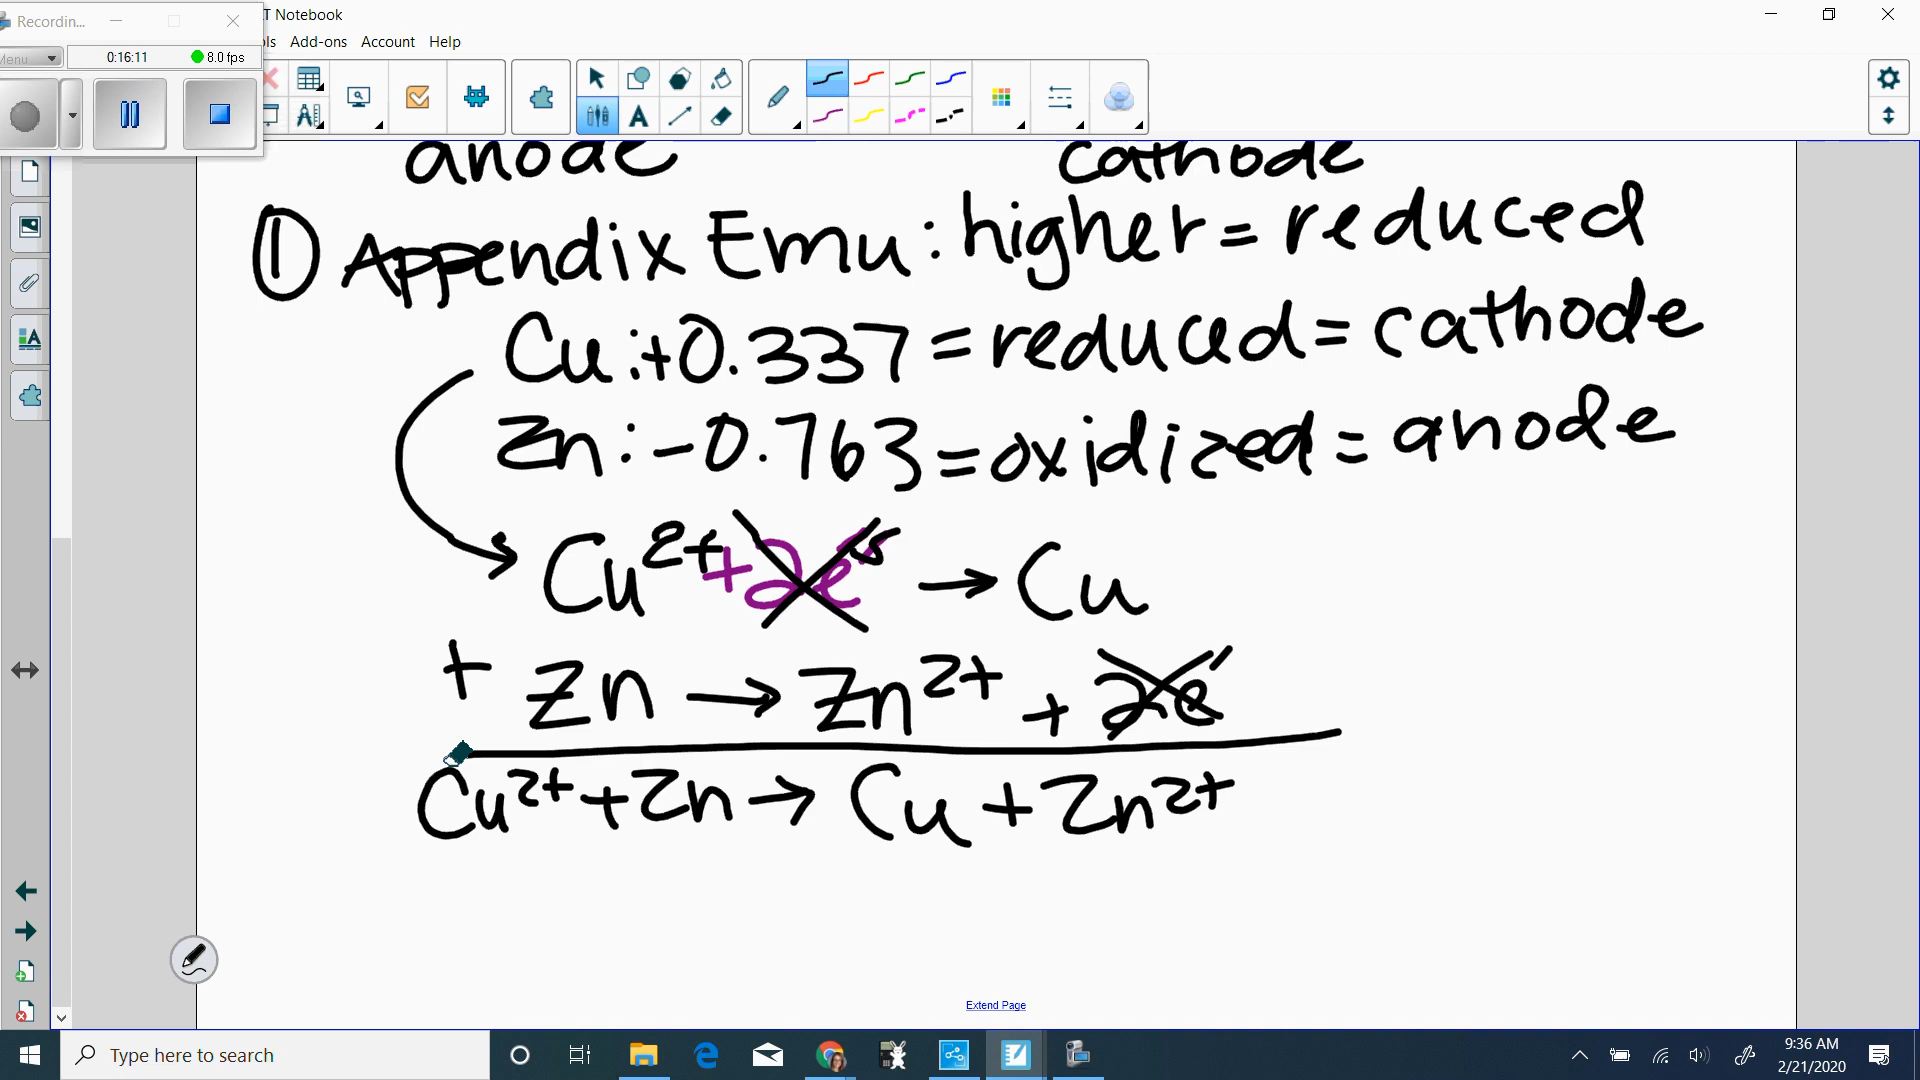 Recordin...
T Notebook
ls Add-ons Account Help
Menu 0:16:11 8.0 fps
anode cathode
① Appendix Emu: higher = reduced
Cu: +0.337 = reduced = cathode
Zn: -0.763 = oxidized = anode
Cu²⁺ + 2e⁻s → Cu
+ Zn → Zn²⁺ + 2e⁻
Cu²⁺ + Zn → Cu + Zn²⁺
Extend Page
Type here to search
9:36 AM
2/21/2020